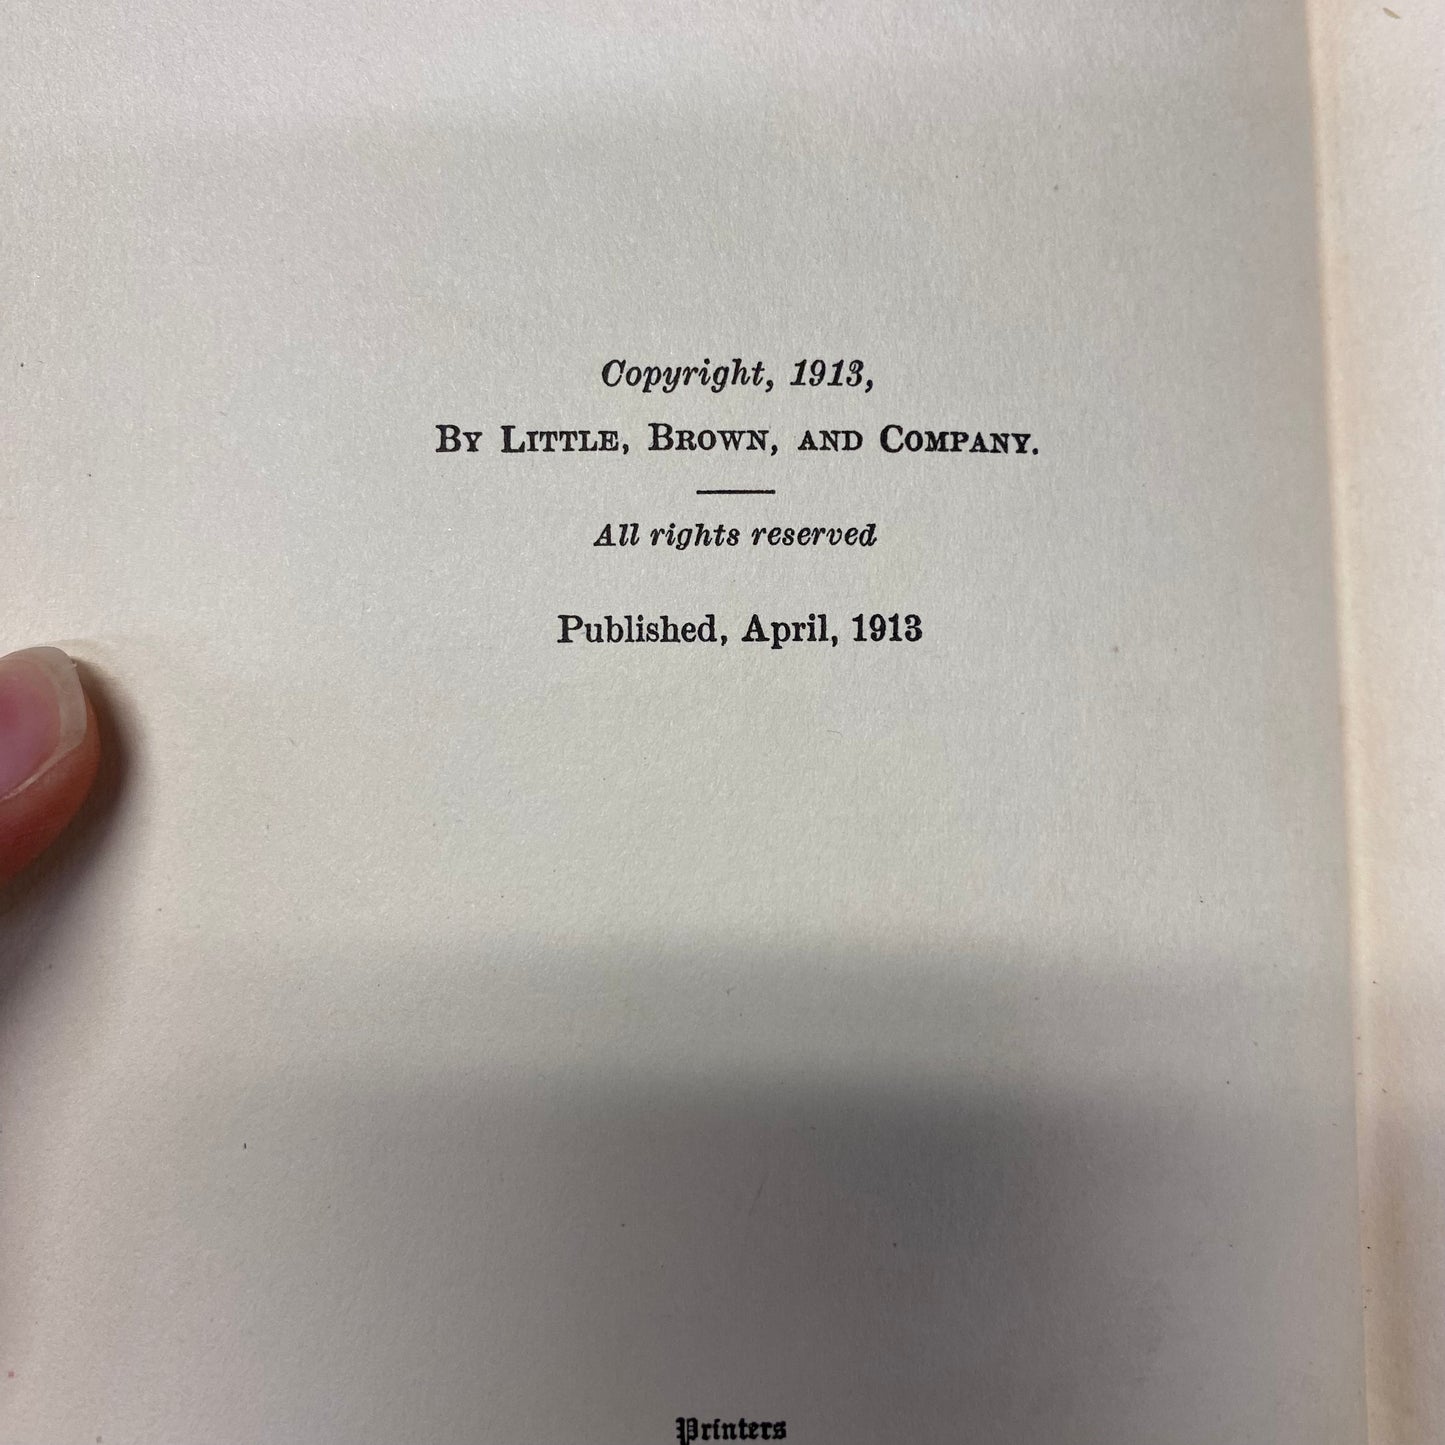 Copyright, 1913,
By Little, Brown, and Company.
All rights reserved
Published, April, 1913
Printers